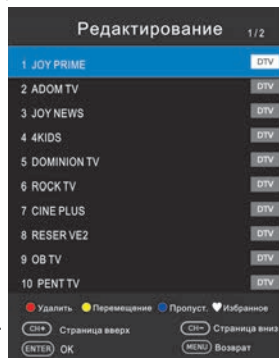 Редактирование 1/2
1 JOY PRIME DTV
2 ADOM TV DTV
3 JOY NEWS DTV
4 4KIDS DTV
5 DOMINION TV DTV
6 ROCK TV DTV
7 CINE PLUS DTV
8 RESER VE2 DTV
9 OB TV DTV
10 PENT TV DTV
Удалить Перемещение Пропуст. Избранное
CH+ Страница вверх CH- Страница вниз
ENTER OK MENU Возврат